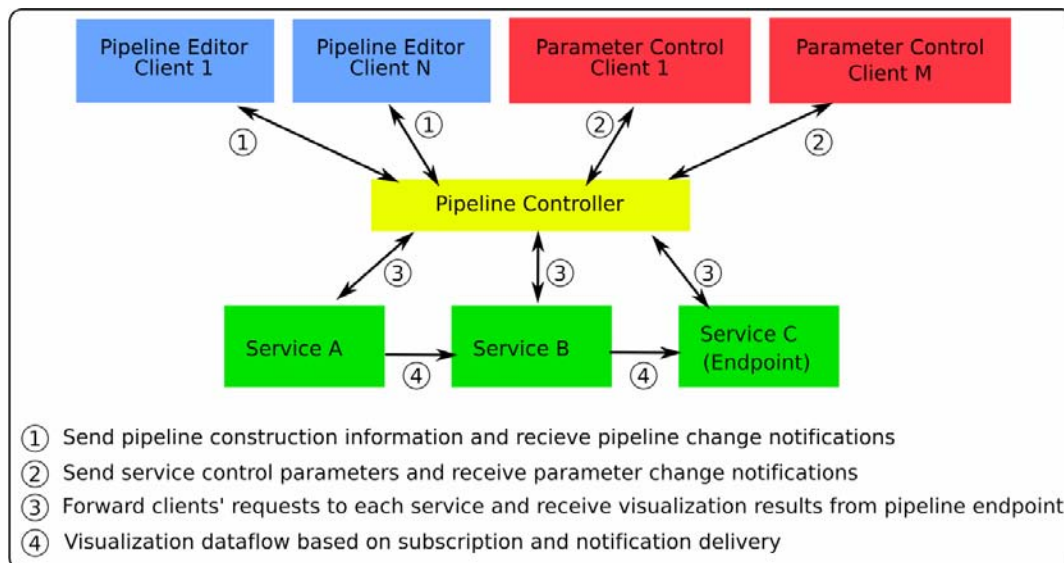 Pipeline Editor
Client 1
Pipeline Editor
Client N
Parameter Control
Client 1
Parameter Control
Client M
1
1
2
2
Pipeline Controller
3
3
3
Service A
Service B
Service C
(Endpoint)
4
4
1 Send pipeline construction information and recieve pipeline change notifications
2 Send service control parameters and receive parameter change notifications
3 Forward clients' requests to each service and receive visualization results from pipeline endpoint
4 Visualization dataflow based on subscription and notification delivery